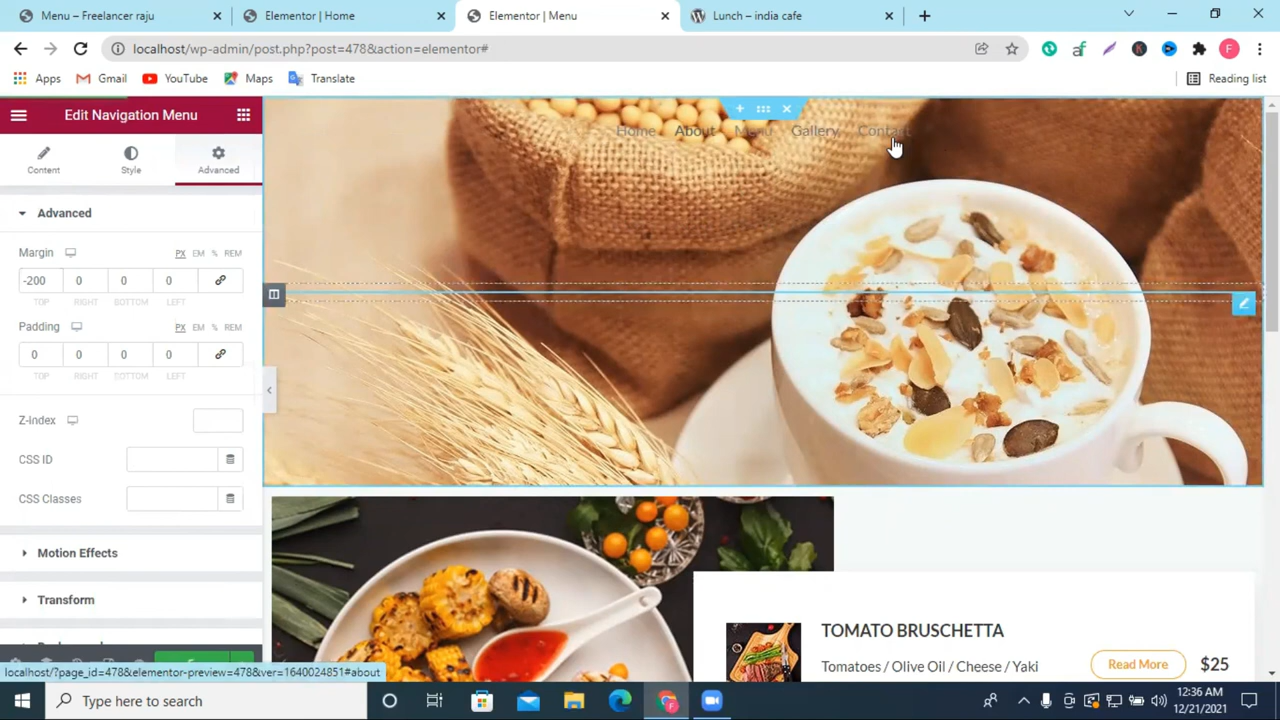 Menu – Freelancer raju
Elementor | Home
Elementor | Menu
Lunch – india cafe
localhost/wp-admin/post.php?post=478&action=elementor#
Apps
Gmail
YouTube
Maps
Translate
Reading list
Edit Navigation Menu
Content
Style
Advanced
Advanced
Margin
PX EM % REM
-200 0 0 0
TOP RIGHT BOTTOM LEFT
Padding
PX EM % REM
0 0 0 0
TOP RIGHT BOTTOM LEFT
Z-index
CSS ID
CSS Classes
Motion Effects
Transform
Home About Menu Gallery Contact
TOMATO BRUSCHETTA
Tomatoes / Olive Oil / Cheese / Yaki
Read More
$25
localhost/?page_id=478&elementor-preview=478&ver=1640024851#about
Type here to search
12:36 AM
12/21/2021